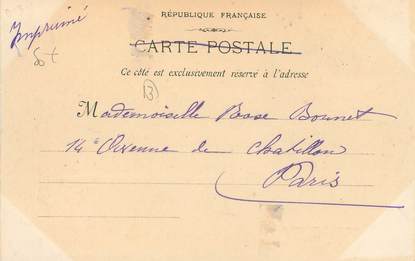 RÉPUBLIQUE FRANÇAISE
Imprimé
CARTE POSTALE
Ce côté est exclusivement reservé à l'adresse
13
Mademoiselle Rose Bonnet
14 Avenue de Chatillon
Paris